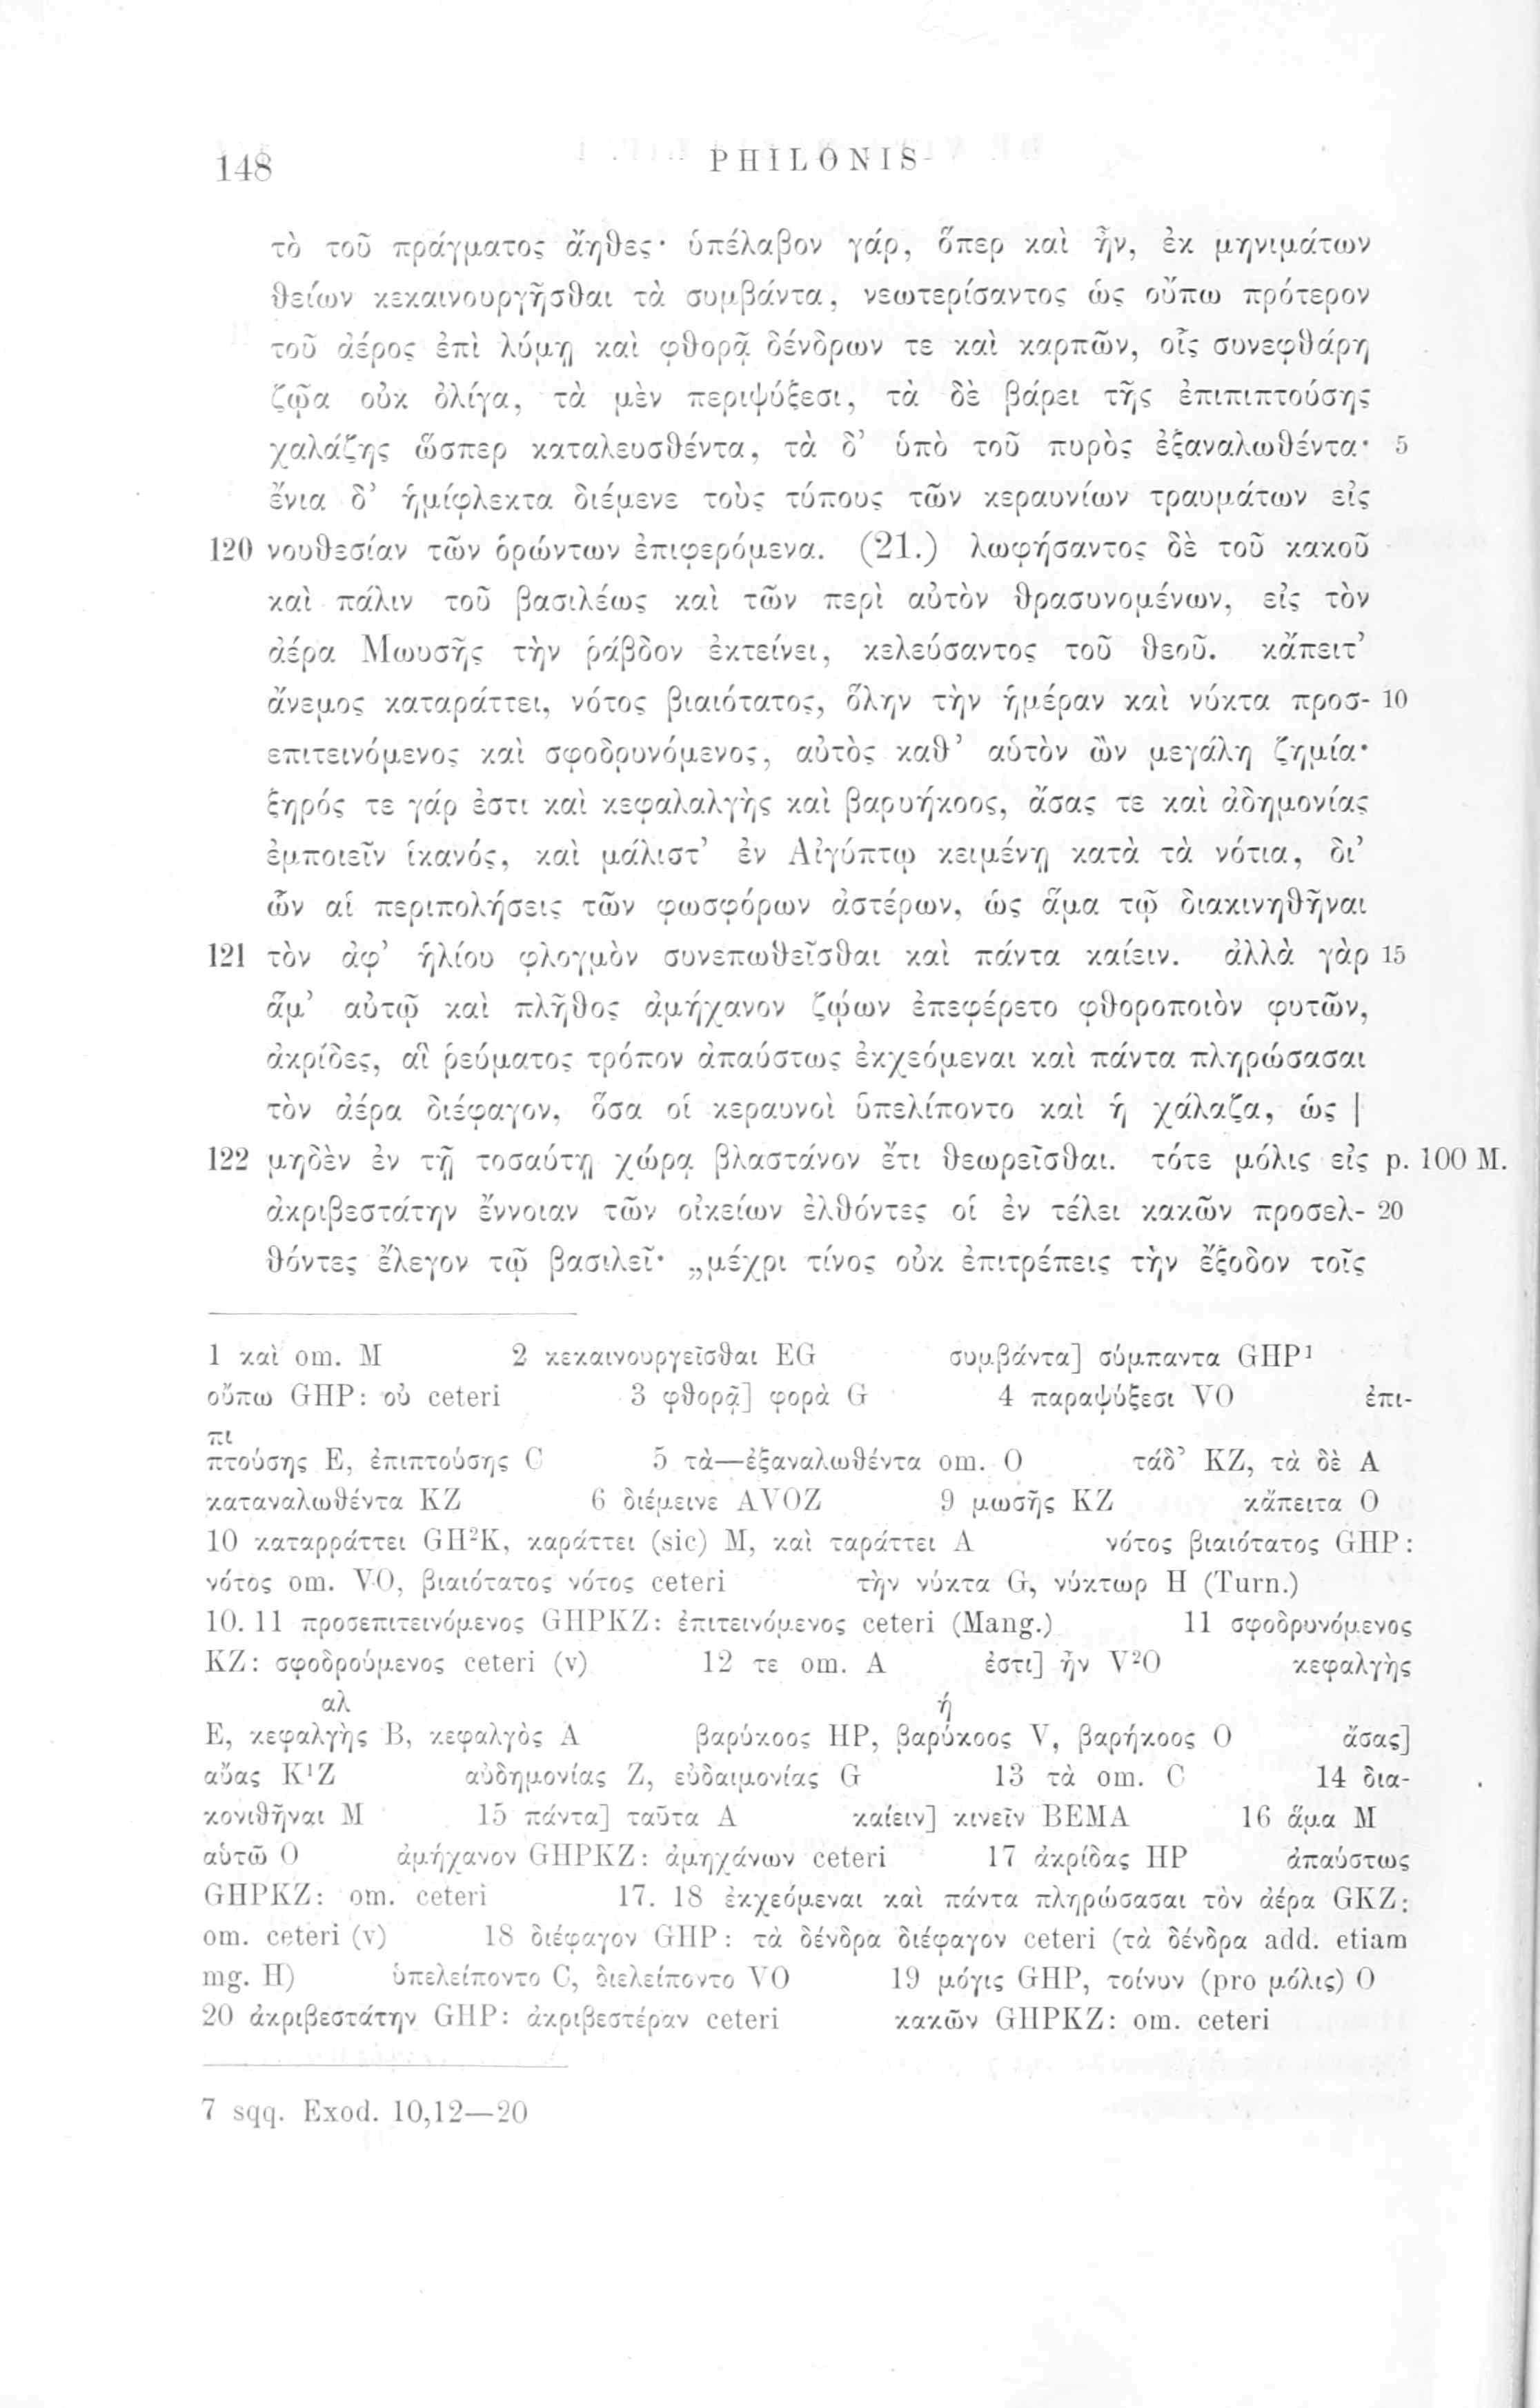 148 PHILONIS
τὸ τοῦ πράγματος ἄηθες· ὑπέλαβον γάρ, ὅπερ καὶ ἦν, ἐκ μηνιμάτων
θείων κεκαινουργῆσθαι τὰ συμβάντα, νεωτερίσαντος ὡς οὔπω πρότερον
τοῦ ἀέρος ἐπὶ λύμῃ καὶ φθορᾷ δένδρων τε καὶ καρπῶν, οἷς συνεφθάρη
ζῷα οὐκ ὀλίγα, τὰ μὲν περιψύξεσι, τὰ δὲ βάρει τῆς ἐπιπιπτούσης
χαλάζης ὥσπερ καταλευσθέντα, τὰ δ’ ὑπὸ τοῦ πυρὸς ἐξαναλωθέντα· 5
ἔνια δ’ ἡμίφλεκτα διέμενε τοὺς τύπους τῶν κεραυνίων τραυμάτων εἰς
120 νουθεσίαν τῶν ὁρώντων ἐπιφερόμενα. (21.) λωφήσαντος δὲ τοῦ κακοῦ
καὶ πάλιν τοῦ βασιλέως καὶ τῶν περὶ αὐτὸν θρασυνομένων, εἰς τὸν
ἀέρα Μωυσῆς τὴν ῥάβδον ἐκτείνει, κελεύσαντος τοῦ θεοῦ. κἄπειτ’
ἄνεμος καταράττει, νότος βιαιότατος, ὅλην τὴν ἡμέραν καὶ νύκτα προσ- 10
επιτεινόμενος καὶ σφοδρυνόμενος, αὐτὸς καθ’ αὑτὸν ὢν μεγάλη ζημία·
ξηρός τε γάρ ἐστι καὶ κεφαλαλγὴς καὶ βαρυήκοος, ἄσας τε καὶ ἀδημονίας
ἐμποιεῖν ἱκανός, καὶ μάλιστ’ ἐν Αἰγύπτῳ κειμένῃ κατὰ τὰ νότια, δι’
ὧν αἱ περιπολήσεις τῶν φωσφόρων ἀστέρων, ὡς ἅμα τῷ διακινηθῆναι
121 τὸν ἀφ’ ἡλίου φλογμὸν συνεπωθεῖσθαι καὶ πάντα καίειν. ἀλλὰ γὰρ 15
ἅμ’ αὐτῷ καὶ πλῆθος ἀμήχανον ζῴων ἐπεφέρετο φθοροποιὸν φυτῶν,
ἀκρίδες, αἳ ῥεύματος τρόπον ἀπαύστως ἐκχεόμεναι καὶ πάντα πληρώσασαι
τὸν ἀέρα διέφαγον, ὅσα οἱ κεραυνοὶ ὑπελίποντο καὶ ἡ χάλαζα, ὡς |
122 μηδὲν ἐν τῇ τοσαύτῃ χώρᾳ βλαστάνον ἔτι θεωρεῖσθαι. τότε μόλις εἰς p. 100 M.
ἀκριβεστάτην ἔννοιαν τῶν οἰκείων ἐλθόντες οἱ ἐν τέλει κακῶν προσελ- 20
θόντες ἔλεγον τῷ βασιλεῖ· „μέχρι τίνος οὐκ ἐπιτρέπεις τὴν ἔξοδον τοῖς
1 καὶ om. M 2 κεκαινουργεῖσθαι EG συμβάντα] σύμπαντα GHP¹
οὔπω GHP: οὐ ceteri 3 φθορᾷ] φορὰ G 4 παραψύξεσι VO ἐπι-
πι
πτούσης E, ἐπιπτούσης C 5 τὰ—ἐξαναλωθέντα om. O τάδ’ KZ, τὰ δὲ A
καταναλωθέντα KZ 6 διέμεινε AVOZ 9 μωσῆς KZ κἄπειτα O
10 καταρράττει GH²K, καράττει (sic) M, καὶ ταράττει A νότος βιαιότατος GHP:
νότος om. VO, βιαιότατος νότος ceteri τὴν νύκτα G, νύκτωρ H (Turn.)
10. 11 προσεπιτεινόμενος GHPKZ: ἐπιτεινόμενος ceteri (Mang.) 11 σφοδρυνόμενος
KZ: σφοδρούμενος ceteri (v) 12 τε om. A ἐστι] ἦν V²O κεφαλγὴς
αλ ή
E, κεφαλγὴς B, κεφαλγὸς A βαρύκοος HP, βαρύκοος V, βαρήκοος O ἄσας]
αὔας K¹Z αὐδημονίας Z, εὐδαιμονίας G 13 τὰ om. C 14 δια-
κονιθῆναι M 15 πάντα] ταῦτα A καίειν] κινεῖν BEMA 16 ἅμα M
αὑτῶ O ἀμήχανον GHPKZ: ἀμηχάνων ceteri 17 ἀκρίδας HP ἀπαύστως
GHPKZ: om. ceteri 17. 18 ἐκχεόμεναι καὶ πάντα πληρώσασαι τὸν ἀέρα GKZ:
om. ceteri (v) 18 διέφαγον GHP: τὰ δένδρα διέφαγον ceteri (τὰ δένδρα add. etiam
mg. H) ὑπελείποντο C, διελείποντο VO 19 μόγις GHP, τοίνυν (pro μόλις) O
20 ἀκριβεστάτην GHP: ἀκριβεστέραν ceteri κακῶν GHPKZ: om. ceteri
7 sqq. Exod. 10,12—20